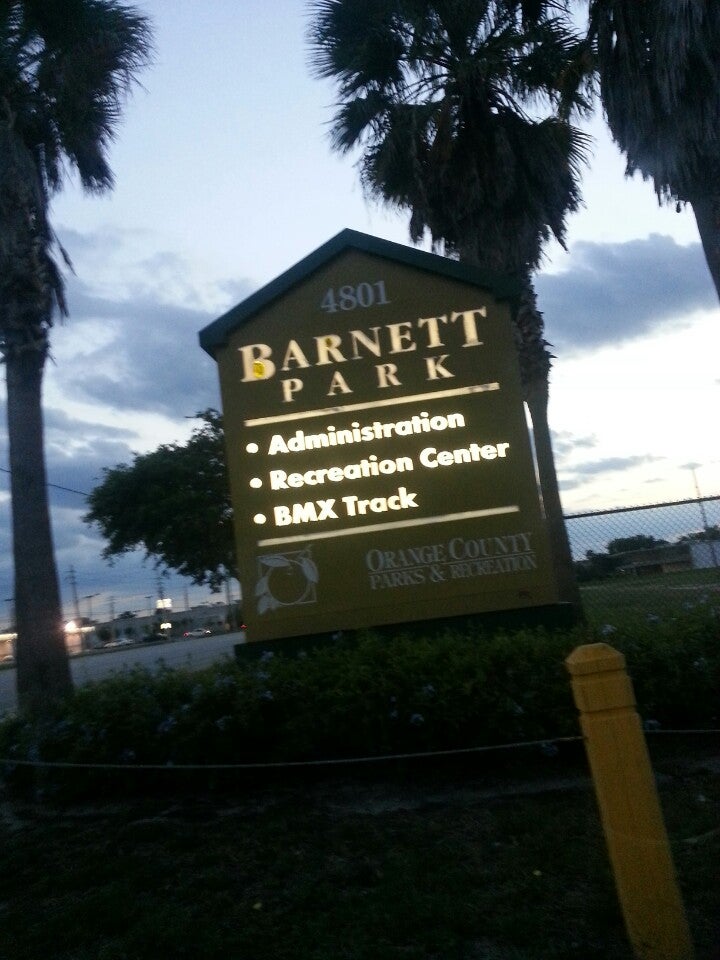 4801
BARNETT
PARK
• Administration
• Recreation Center
• BMX Track
ORANGE COUNTY
PARKS & RECREATION